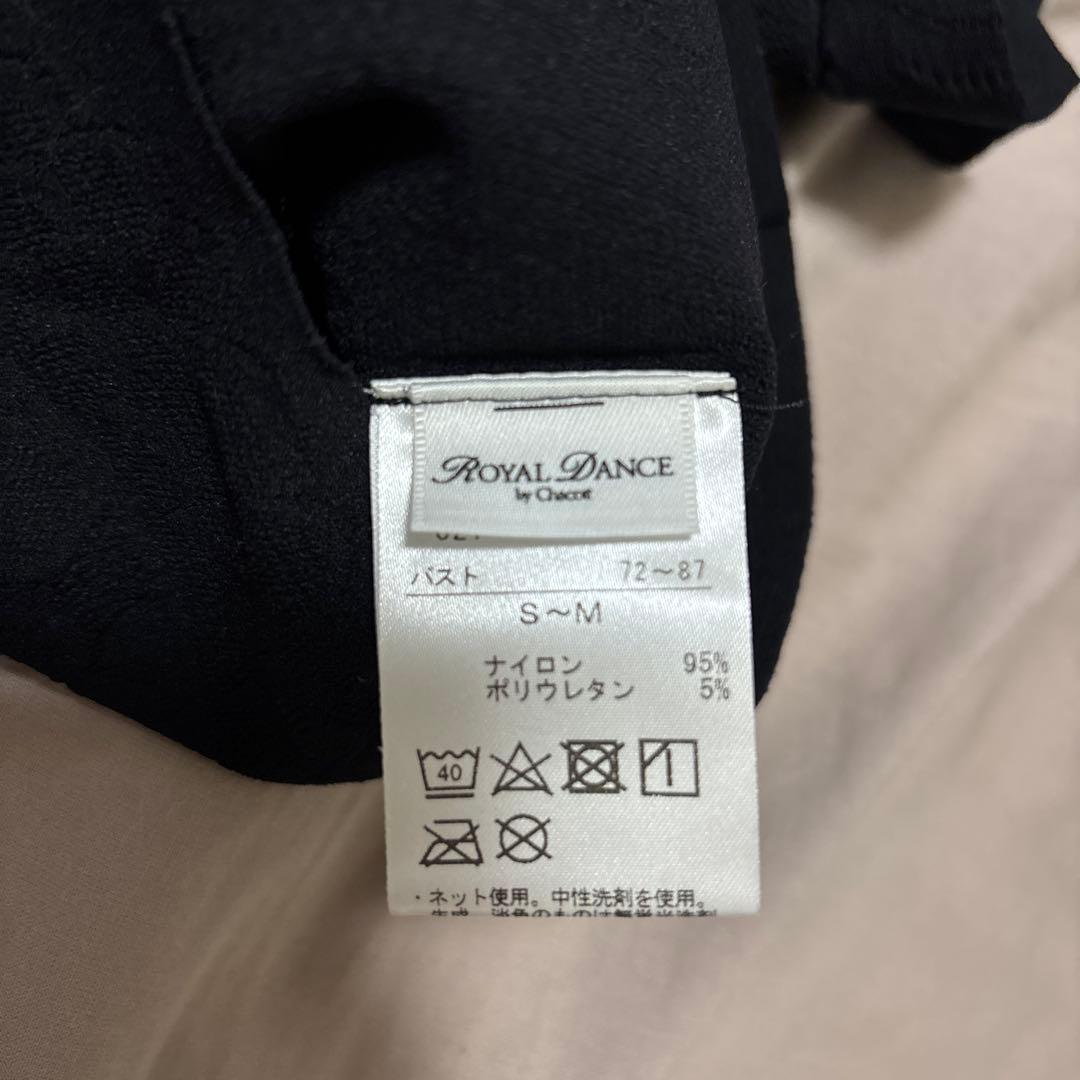 ROYAL DANCE
by Chacott
バスト 72～87
S～M
ナイロン 95%
ポリウレタン 5%
40
・ネット使用。中性洗剤を使用。